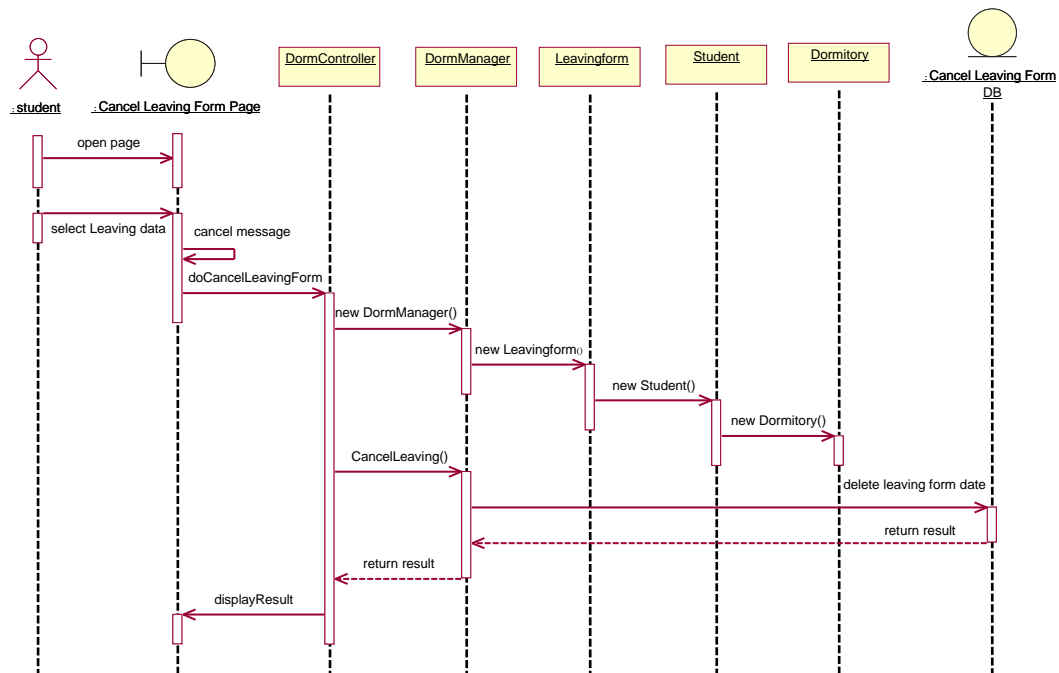 DormController
DormManager
Leavingform
Student
Dormitory
: student
: Cancel Leaving Form Page
: Cancel Leaving Form
DB
open page
select Leaving data
cancel message
doCancelLeavingForm
new DormManager()
new Leavingform()
new Student()
new Dormitory()
CancelLeaving()
delete leaving form date
return result
return result
displayResult